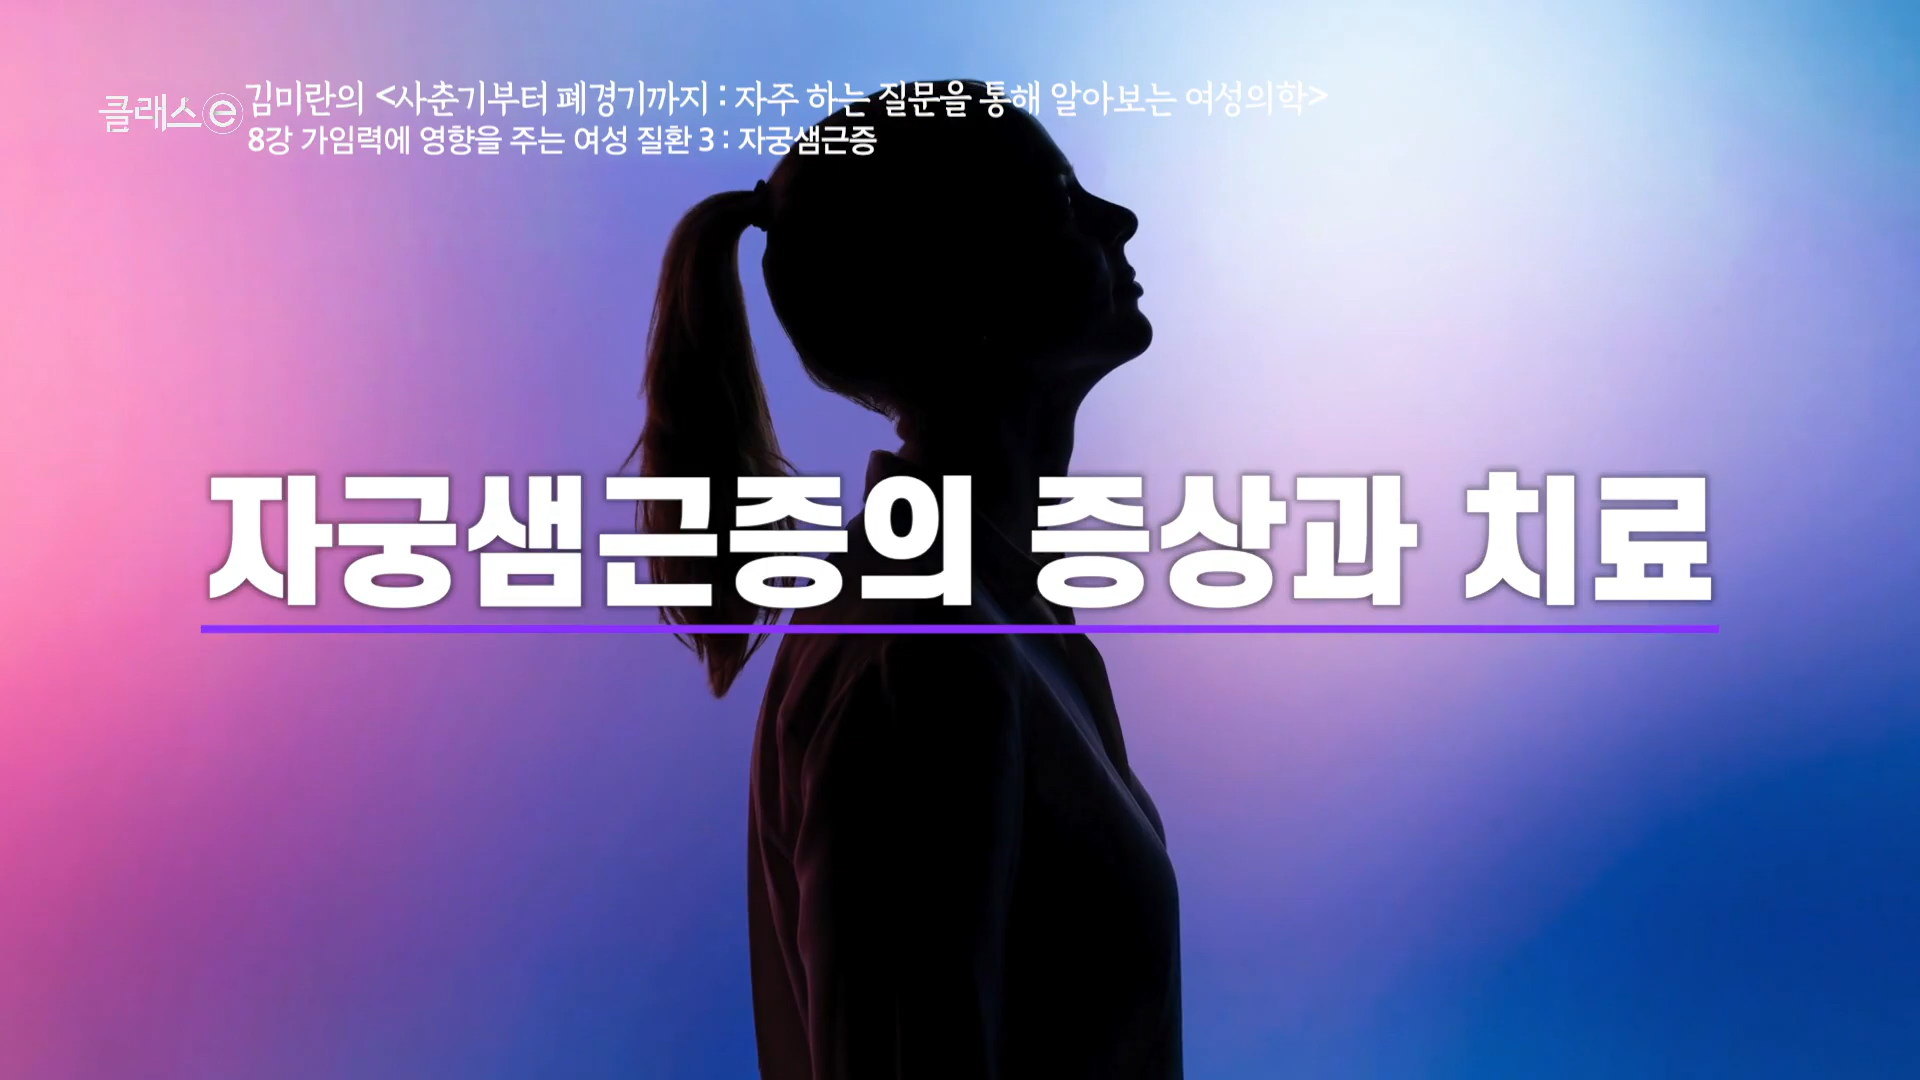 클래스e
김미란의 <사춘기부터 폐경기까지 : 자주 하는 질문을 통해 알아보는 여성의학>
8강 가임력에 영향을 주는 여성 질환 3 : 자궁샘근증
자궁샘근증의 증상과 치료